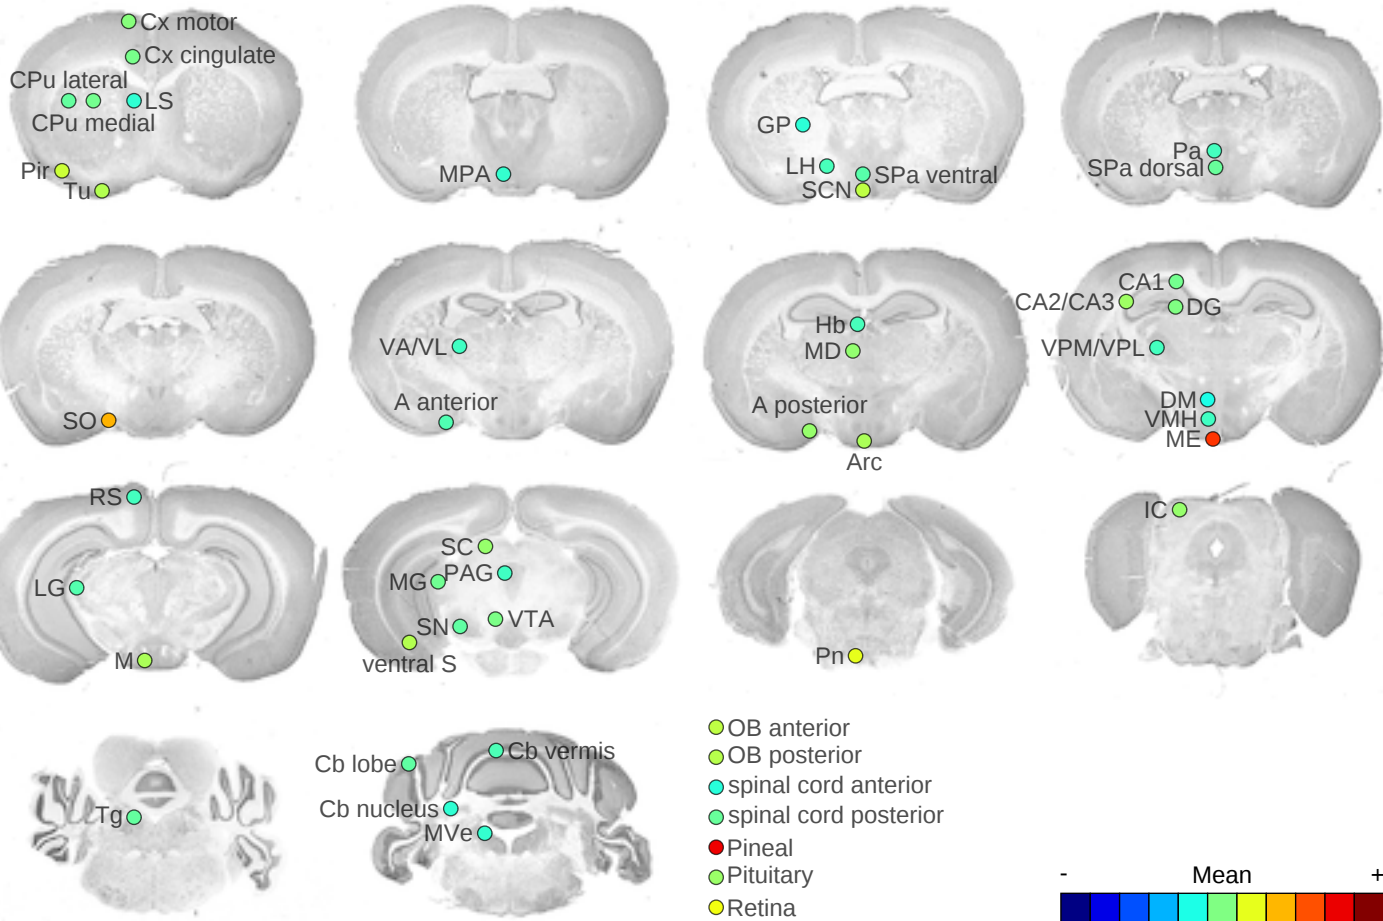 Cx motor
Cx cingulate
CPu lateral
LS
CPu medial
Pir
Tu
MPA
GP
LH
SPa ventral
SCN
Pa
SPa dorsal
SO
VA/VL
A anterior
Hb
MD
A posterior
Arc
CA1
CA2/CA3
DG
VPM/VPL
DM
VMH
ME
RS
LG
M
SC
MG
PAG
SN
VTA
ventral S
Pn
IC
Tg
Cb lobe
Cb vermis
Cb nucleus
MVe
OB anterior
OB posterior
spinal cord anterior
spinal cord posterior
Pineal
Pituitary
Retina
- Mean +